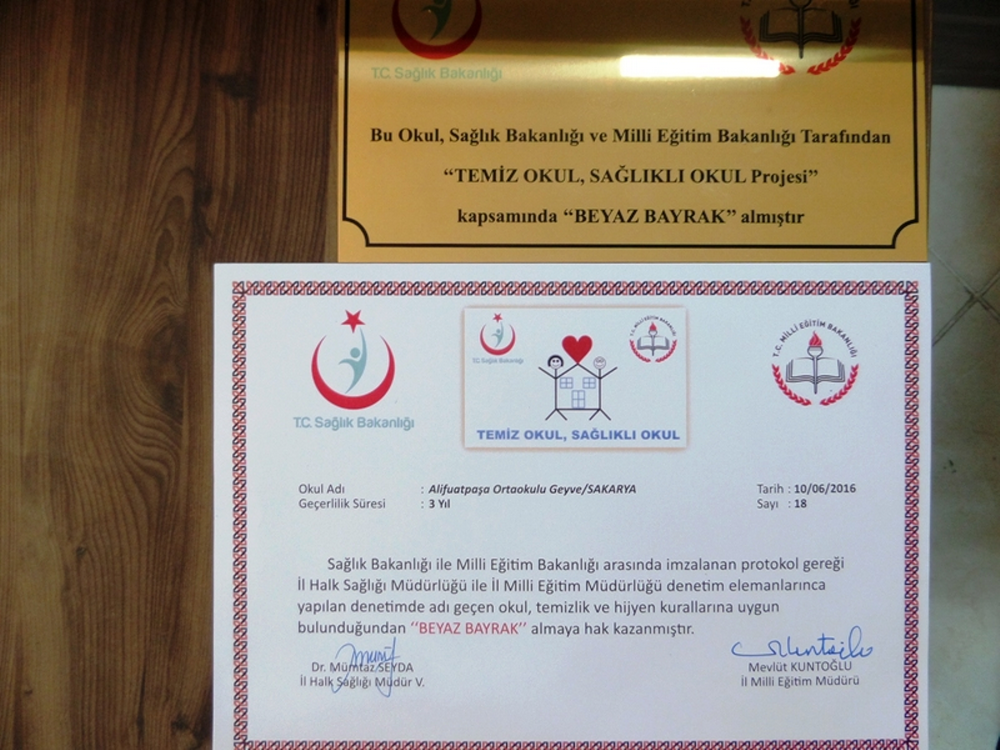 T.C. Sağlık Bakanlığı
Bu Okul, Sağlık Bakanlığı ve Milli Eğitim Bakanlığı Tarafından
“TEMİZ OKUL, SAĞLIKLI OKUL Projesi”
kapsamında “BEYAZ BAYRAK” almıştır
T.C. Sağlık Bakanlığı
T.C. Sağlık Bakanlığı
T.C. MİLLİ EĞİTİM BAKANLIĞI
TEMİZ OKUL, SAĞLIKLI OKUL
T.C. MİLLİ EĞİTİM BAKANLIĞI
Okul Adı : Alifuatpaşa Ortaokulu Geyve/SAKARYA Tarih : 10/06/2016
Geçerlilik Süresi : 3 Yıl Sayı : 18
Sağlık Bakanlığı ile Milli Eğitim Bakanlığı arasında imzalanan protokol gereği
İl Halk Sağlığı Müdürlüğü ile İl Milli Eğitim Müdürlüğü denetim elemanlarınca
yapılan denetimde adı geçen okul, temizlik ve hijyen kurallarına uygun
bulunduğundan ‘‘BEYAZ BAYRAK’’ almaya hak kazanmıştır.
Dr. Mümtaz SEYDA Mevlüt KUNTOĞLU
İl Halk Sağlığı Müdür V. İl Milli Eğitim Müdürü